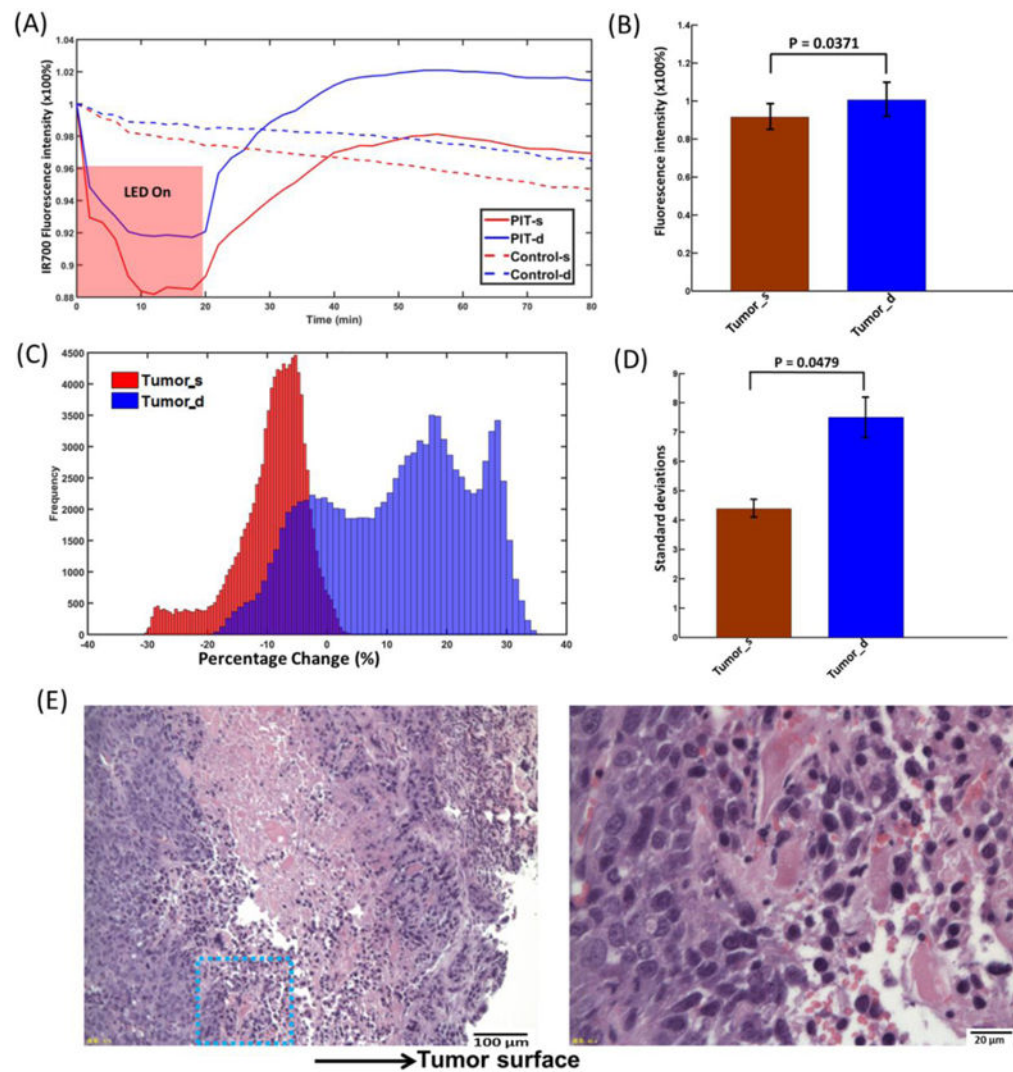 (A)
IR700 Fluorescence intensity (x100%)
1.04
1.02
1
0.98
0.96
0.94
0.92
0.9
0.88
LED On
PIT-s
PIT-d
Control-s
Control-d
0 10 20 30 40 50 60 70 80
Time (min)
(B)
Fluorescence intensity (x100%)
1.4
1.2
1
0.8
0.6
0.4
0.2
0
P = 0.0371
Tumor_s
Tumor_d
(C)
Frequency
4500
4000
3500
3000
2500
2000
1500
1000
500
0
Tumor_s
Tumor_d
-40 -30 -20 -10 0 10 20 30 40
Percentage Change (%)
(D)
Standard deviations
9
8
7
6
5
4
3
2
1
0
P = 0.0479
Tumor_s
Tumor_d
(E)
100 µm
20 µm
Tumor surface